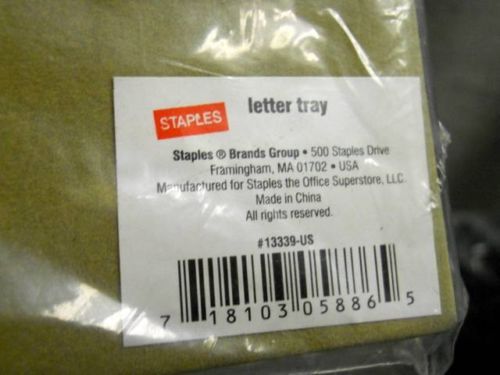 STAPLES
letter tray
Staples ® Brands Group • 500 Staples Drive
Framingham, MA 01702 • USA
Manufactured for Staples the Office Superstore, LLC.
Made in China
All rights reserved.
#13339-US
7 18103 05886 5